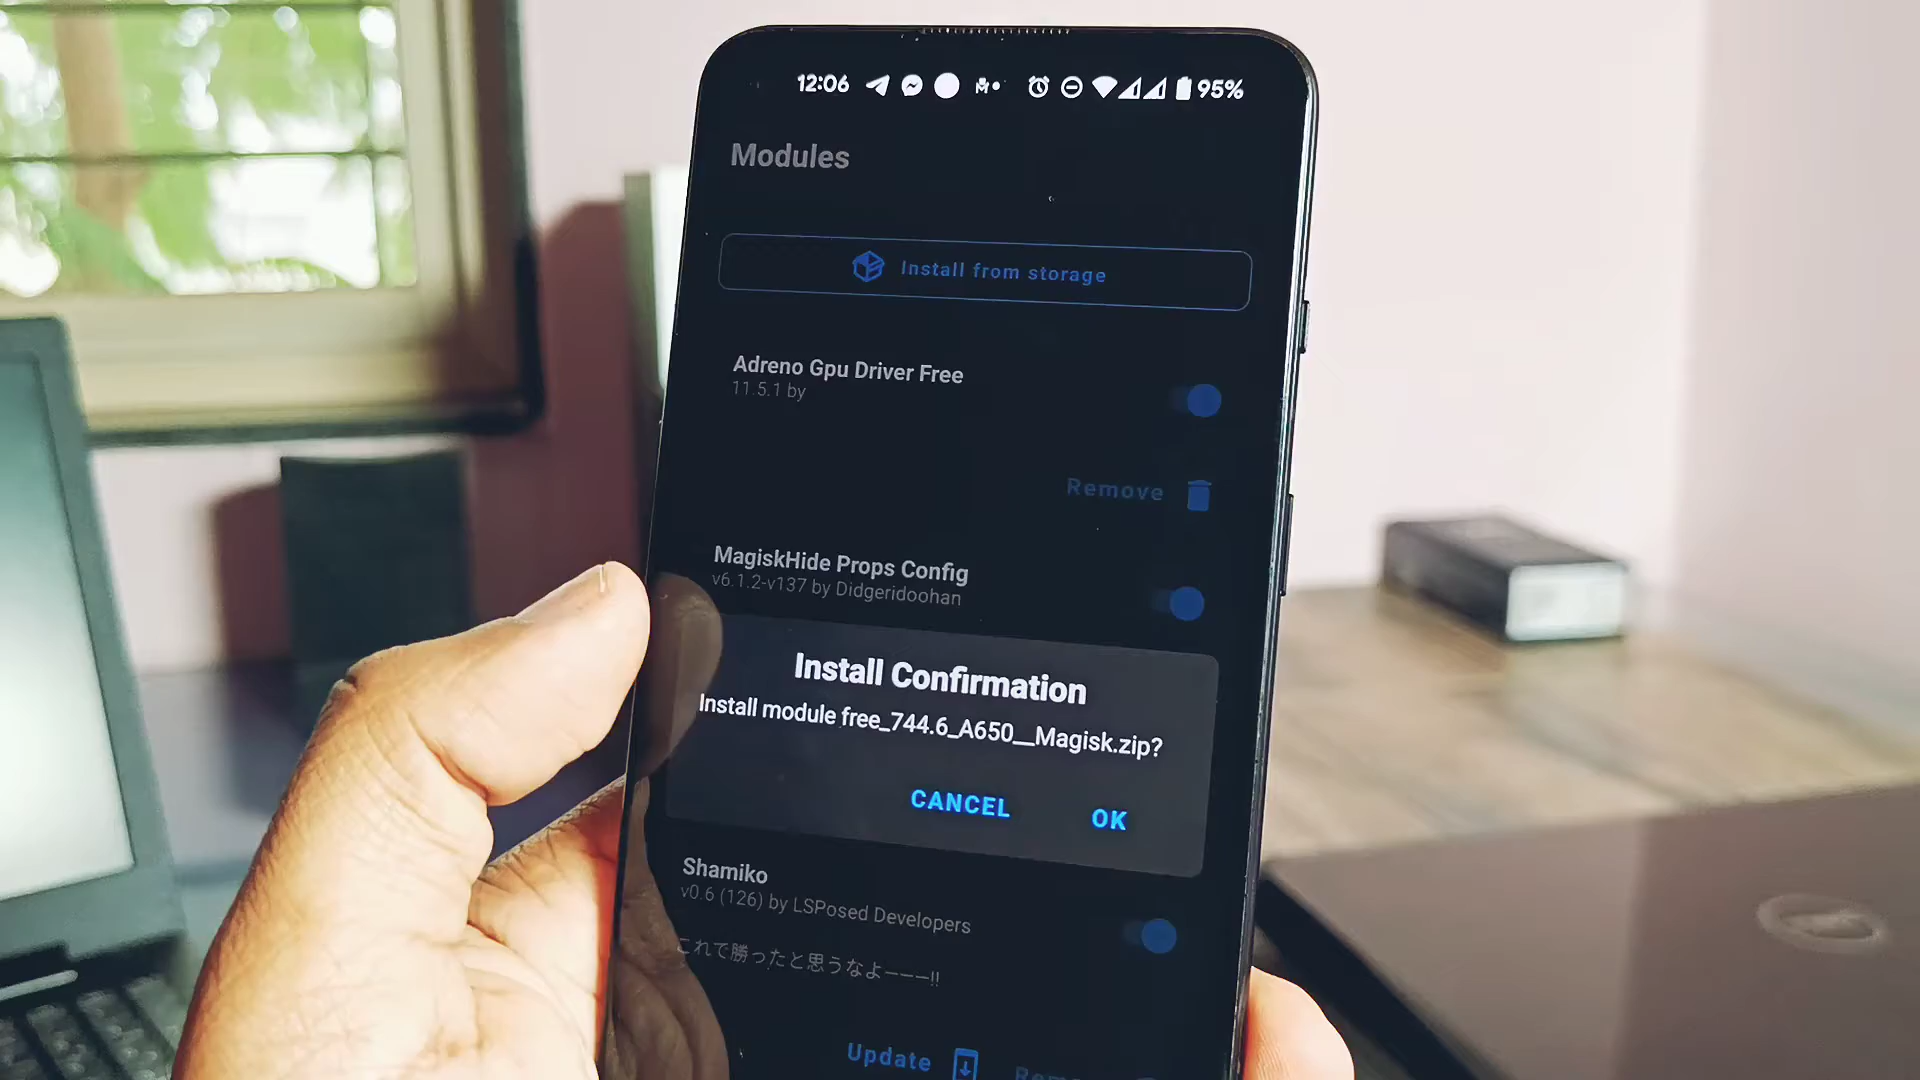 12:06
95%
Modules
Install from storage
Adreno Gpu Driver Free
11.5.1 by
Remove
MagiskHide Props Config
v6.1.2-v137 by Didgeridoohan
Install Confirmation
Install module free_744.6_A650__Magisk.zip?
CANCEL OK
Shamiko
v0.6 (126) by LSPosed Developers
これで勝ったと思うなよ―――!!
Update